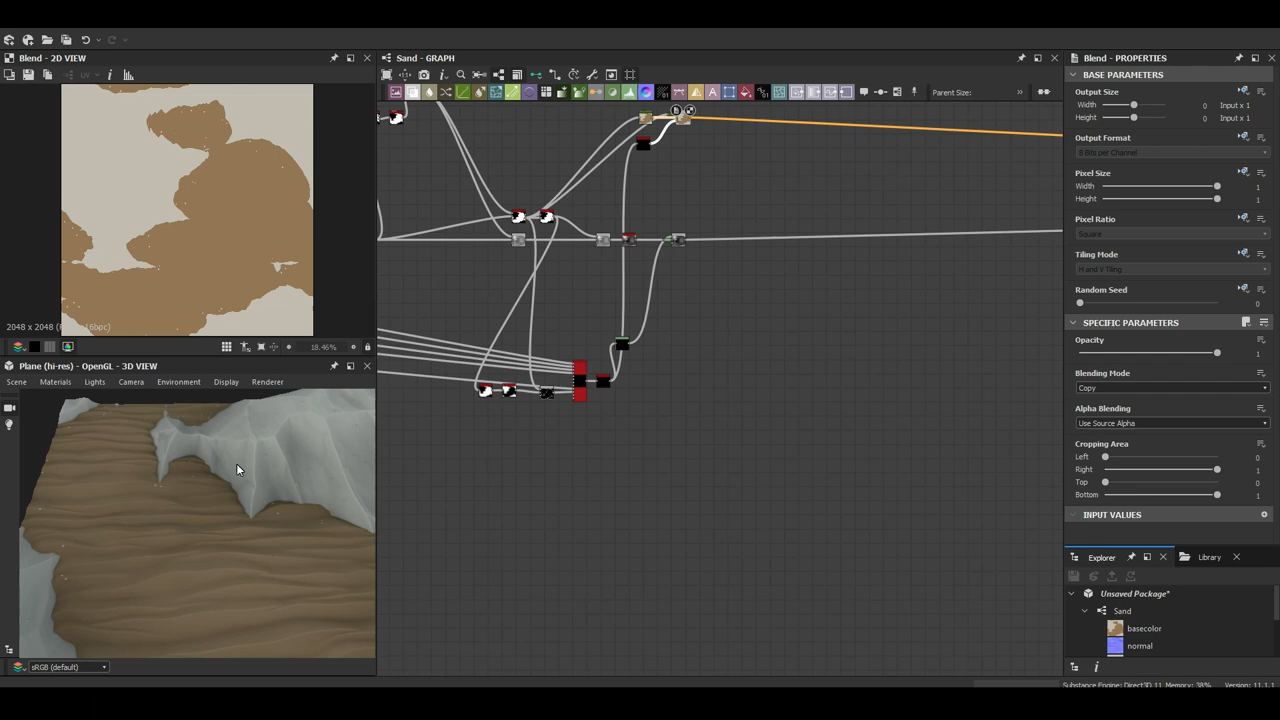 Blend - 2D VIEW
UV
2048 x 2048
18.46%
Plane (hi-res) - OpenGL - 3D VIEW
Scene Materials Lights Camera Environment Display Renderer
sRGB (default)
Sand - GRAPH
Parent Size:
Blend - PROPERTIES
BASE PARAMETERS
Output Size
Width 0 Input x 1
Height 0 Input x 1
Output Format
8 Bits per Channel
Pixel Size
Width 1
Height 1
Pixel Ratio
Square
Tiling Mode
H and V Tiling
Random Seed
0
SPECIFIC PARAMETERS
Opacity
1
Blending Mode
Copy
Alpha Blending
Use Source Alpha
Cropping Area
Left 0
Right 1
Top 0
Bottom 1
INPUT VALUES
Explorer Library
Unsaved Package*
Sand
basecolor
normal
Substance Engine: Direct3D 11 Memory: 38% Version: 11.1.1